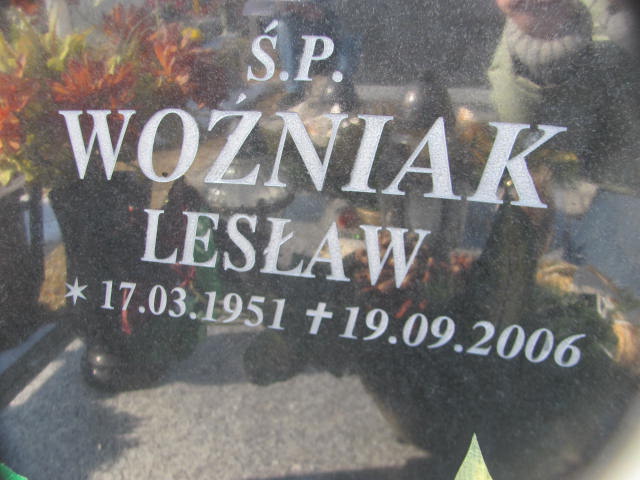 Ś.P.
WOŹNIAK
LESŁAW
✶ 17.03.1951 ✝ 19.09.2006